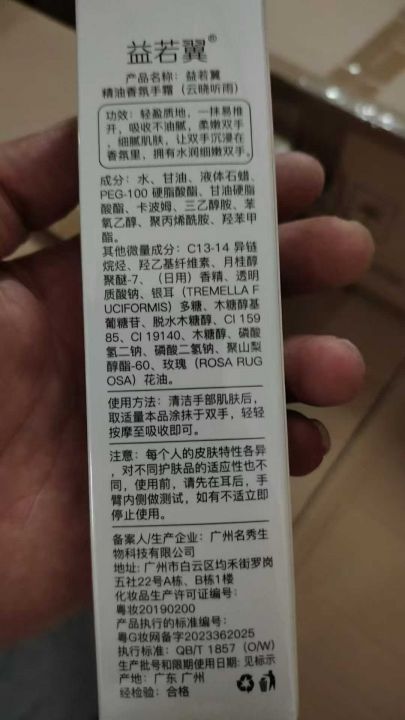 益若翼®
产品名称：益若翼
精油香氛手霜（云晓听雨）
功效：轻盈质地，一抹易推
开，吸收不油腻，柔嫩双手
，细腻肌肤，让双手沉浸在
香氛里，拥有水润细嫩双手。
成分：水、甘油、液体石蜡、
PEG-100 硬脂酸酯、甘油硬脂
酸酯、卡波姆、三乙醇胺、苯
氧乙醇、聚丙烯酰胺、羟苯甲
酯。
其他微量成分：C13-14 异链
烷烃、羟乙基纤维素、月桂醇
聚醚-7、（日用）香精、透明
质酸钠、银耳（TREMELLA F
UCIFORMIS）多糖、木糖醇基
葡糖苷、脱水木糖醇、CI 159
85、CI 19140、木糖醇、磷酸
氢二钠、磷酸二氢钠、聚山梨
醇酯-60、玫瑰（ROSA RUG
OSA）花油。
使用方法：清洁手部肌肤后，
取适量本品涂抹于双手，轻轻
按摩至吸收即可。
注意：每个人的皮肤特性各异
，对不同护肤品的适应性也不
同，使用前，请先在耳后，手
臂内侧做测试，如有不适立即
停止使用。
备案人/生产企业：广州名秀生
物科技有限公司
地址：广州市白云区均禾街罗岗
五社22号A栋、B栋1楼
化妆品生产许可证编号：
粤妆20190200
产品执行的标准编号：
粤G妆网备字2023362025
执行标准：QB/T 1857（O/W）
生产批号和限期使用日期：见标示
产地：广东 广州
经检验：合格